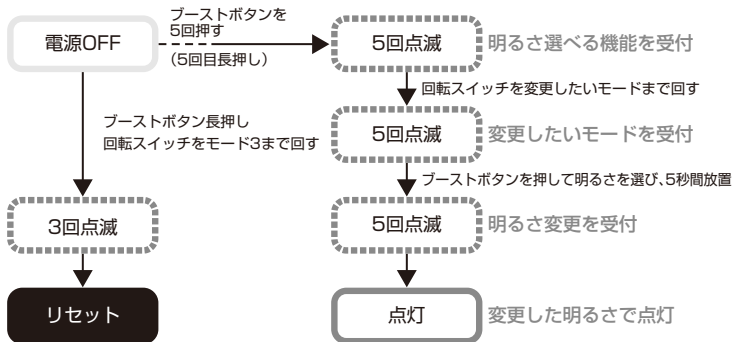 電源OFF
ブーストボタンを
5回押す
(5回目長押し)
5回点滅
明るさ選べる機能を受付
回転スイッチを変更したいモードまで回す
5回点滅
変更したいモードを受付
ブーストボタンを押して明るさを選び、5秒間放置
5回点滅
明るさ変更を受付
点灯
変更した明るさで点灯
ブーストボタン長押し
回転スイッチをモード3まで回す
3回点滅
リセット